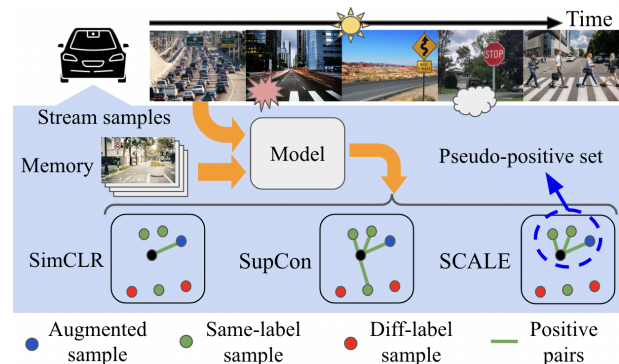 Time
STOP
Stream samples
Memory
Model
Pseudo-positive set
SimCLR
SupCon
SCALE
Augmented sample
Same-label sample
Diff-label sample
Positive pairs